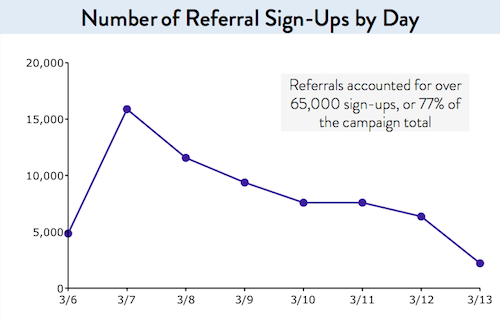 Number of Referral Sign-Ups by Day
20,000
Referrals accounted for over
65,000 sign-ups, or 77% of
the campaign total
15,000
10,000
5,000
0
3/6 3/7 3/8 3/9 3/10 3/11 3/12 3/13